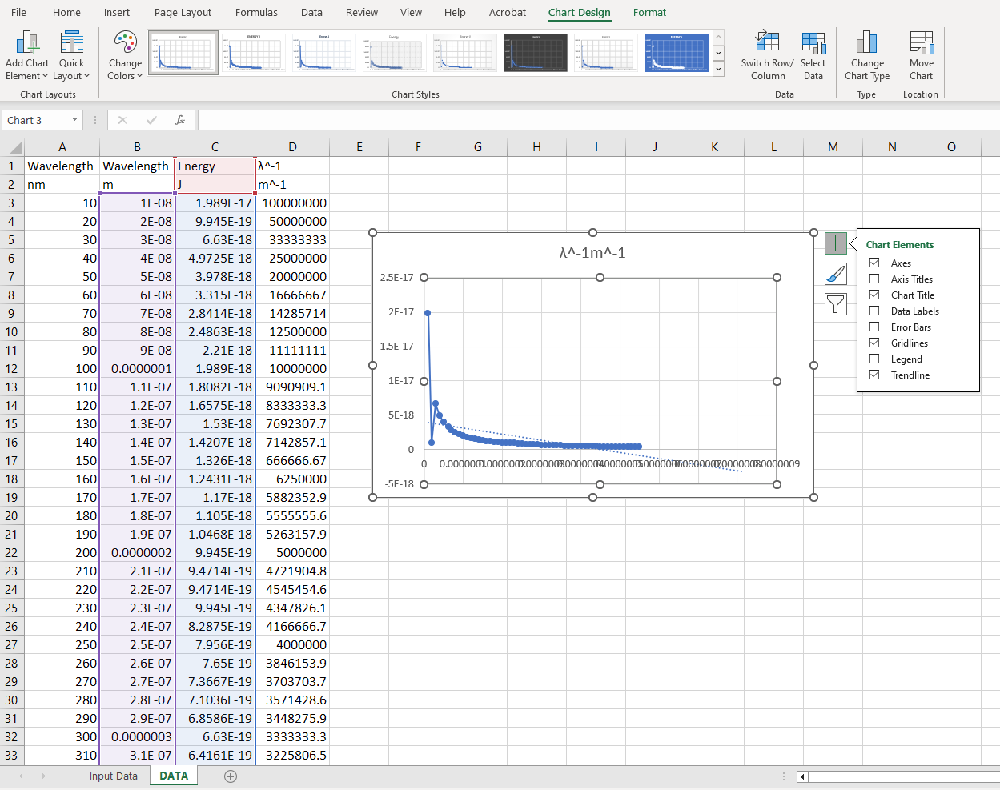 File Home Insert Page Layout Formulas Data Review View Help Acrobat Chart Design Format
Add Chart Element
Quick Layout
Change Colors
Switch Row/ Column
Select Data
Change Chart Type
Move Chart
Chart Layouts Chart Styles Data Type Location
Chart 3 fx
A B C D E F G H I J K L M N O
1 Wavelength Wavelength Energy λ^-1
2 nm m J m^-1
3 10 1E-08 1.989E-17 100000000
4 20 2E-08 9.945E-19 50000000
5 30 3E-08 6.63E-18 33333333
6 40 4E-08 4.9725E-18 25000000
7 50 5E-08 3.978E-18 20000000
8 60 6E-08 3.315E-18 16666667
9 70 7E-08 2.8414E-18 14285714
10 80 8E-08 2.4863E-18 12500000
11 90 9E-08 2.21E-18 11111111
12 100 0.0000001 1.989E-18 10000000
13 110 1.1E-07 1.8082E-18 9090909.1
14 120 1.2E-07 1.6575E-18 8333333.3
15 130 1.3E-07 1.53E-18 7692307.7
16 140 1.4E-07 1.4207E-18 7142857.1
17 150 1.5E-07 1.326E-18 666666.67
18 160 1.6E-07 1.2431E-18 6250000
19 170 1.7E-07 1.17E-18 5882352.9
20 180 1.8E-07 1.105E-18 5555555.6
21 190 1.9E-07 1.0468E-18 5263157.9
22 200 0.0000002 9.945E-19 5000000
23 210 2.1E-07 9.4714E-19 4721904.8
24 220 2.2E-07 9.4714E-19 4545454.6
25 230 2.3E-07 9.945E-19 4347826.1
26 240 2.4E-07 8.2875E-19 4166666.7
27 250 2.5E-07 7.956E-19 4000000
28 260 2.6E-07 7.65E-19 3846153.9
29 270 2.7E-07 7.3667E-19 3703703.7
30 280 2.8E-07 7.1036E-19 3571428.6
31 290 2.9E-07 6.8586E-19 3448275.9
32 300 0.0000003 6.63E-19 3333333.3
33 310 3.1E-07 6.4161E-19 3225806.5
λ^-1m^-1
2.5E-17
2E-17
1.5E-17
1E-17
5E-18
0
-5E-18
0
Chart Elements
Axes
Axis Titles
Chart Title
Data Labels
Error Bars
Gridlines
Legend
Trendline
Input Data DATA